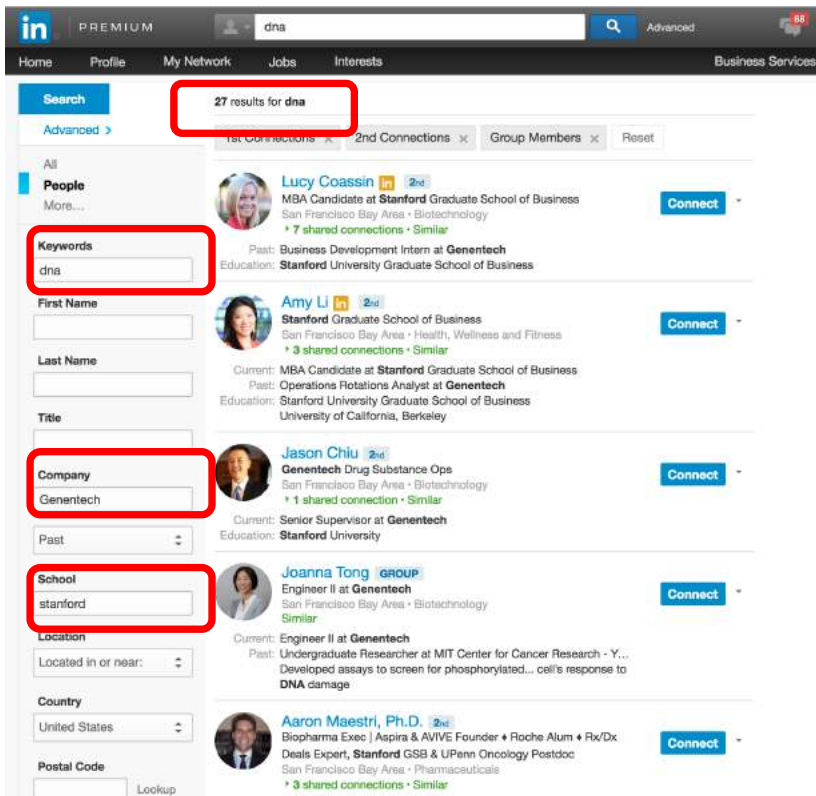 in PREMIUM dna Advanced 68
Home Profile My Network Jobs Interests Business Services
Search
Advanced >
All
People
More...
Keywords
dna
First Name
Last Name
Title
Company
Genentech
Past
School
stanford
Location
Located in or near:
Country
United States
Postal Code
Lookup
27 results for dna
1st Connections × 2nd Connections × Group Members × Reset
Lucy Coassin in 2nd
MBA Candidate at Stanford Graduate School of Business
San Francisco Bay Area • Biotechnology
7 shared connections • Similar
Past: Business Development Intern at Genentech
Education: Stanford University Graduate School of Business
Connect
Amy Li in 2nd
Stanford Graduate School of Business
San Francisco Bay Area • Health, Wellness and Fitness
3 shared connections • Similar
Current: MBA Candidate at Stanford Graduate School of Business
Past: Operations Rotations Analyst at Genentech
Education: Stanford University Graduate School of Business
University of California, Berkeley
Connect
Jason Chiu 2nd
Genentech Drug Substance Ops
San Francisco Bay Area • Biotechnology
1 shared connection • Similar
Current: Senior Supervisor at Genentech
Education: Stanford University
Connect
Joanna Tong GROUP
Engineer II at Genentech
San Francisco Bay Area • Biotechnology
Similar
Current: Engineer II at Genentech
Past: Undergraduate Researcher at MIT Center for Cancer Research - Y...
Developed assays to screen for phosphorylated... cell's response to
DNA damage
Connect
Aaron Maestri, Ph.D. 2nd
Biopharma Exec | Aspira & AVIVE Founder ♦ Roche Alum ♦ Rx/Dx
Deals Expert, Stanford GSB & UPenn Oncology Postdoc
San Francisco Bay Area • Pharmaceuticals
3 shared connections • Similar
Connect